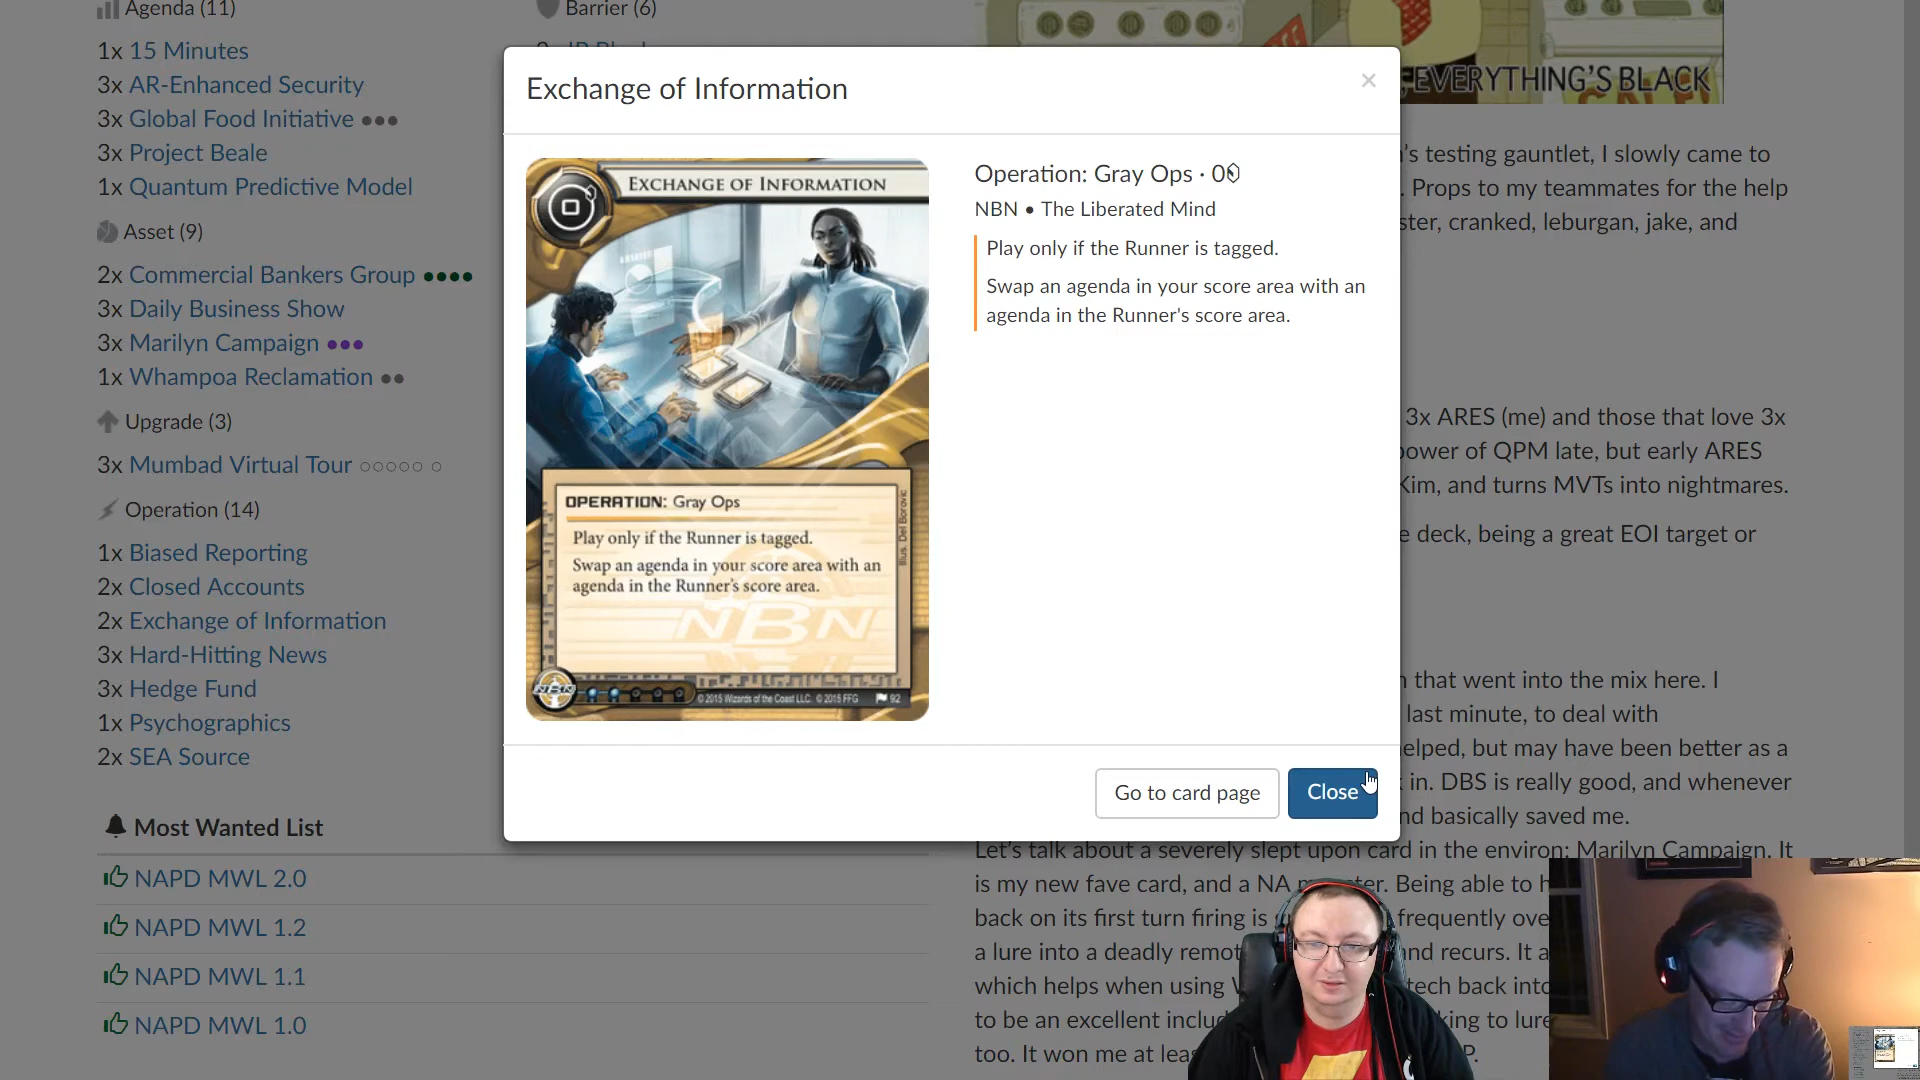 Agenda (11)
1x 15 Minutes
3x AR-Enhanced Security
3x Global Food Initiative
3x Project Beale
1x Quantum Predictive Model
Asset (9)
2x Commercial Bankers Group
3x Daily Business Show
3x Marilyn Campaign
1x Whampoa Reclamation
Upgrade (3)
3x Mumbad Virtual Tour
Operation (14)
1x Biased Reporting
2x Closed Accounts
2x Exchange of Information
3x Hard-Hitting News
3x Hedge Fund
1x Psychographics
2x SEA Source
Most Wanted List
NAPD MWL 2.0
NAPD MWL 1.2
NAPD MWL 1.1
NAPD MWL 1.0
Barrier (6)
Exchange of Information
×
EXCHANGE OF INFORMATION
OPERATION: Gray Ops
Play only if the Runner is tagged.
Swap an agenda in your score area with an
agenda in the Runner's score area.
Illus. Del Borovic
NBN
NBN
© 2015 Wizards of the Coast LLC. © 2015 FFG
92
Operation: Gray Ops · 0
NBN • The Liberated Mind
Play only if the Runner is tagged.
Swap an agenda in your score area with an
agenda in the Runner's score area.
Go to card page
Close
EVERYTHING'S BLACK
's testing gauntlet, I slowly came to
. Props to my teammates for the help
ster, cranked, leburgan, jake, and
3x ARES (me) and those that love 3x
power of QPM late, but early ARES
Kim, and turns MVTs into nightmares.
e deck, being a great EOI target or
that went into the mix here. I
last minute, to deal with
elped, but may have been better as a
in. DBS is really good, and whenever
nd basically saved me.
Let's talk about a severely slept upon card in the environ: Marilyn Campaign. It
is my new fave card, and a NA m ter. Being able to h
back on its first turn firing is frequently ove
a lure into a deadly remot nd recurs. It a
which helps when using tech back into
to be an excellent inclu king to lure
too. It won me at lea P.